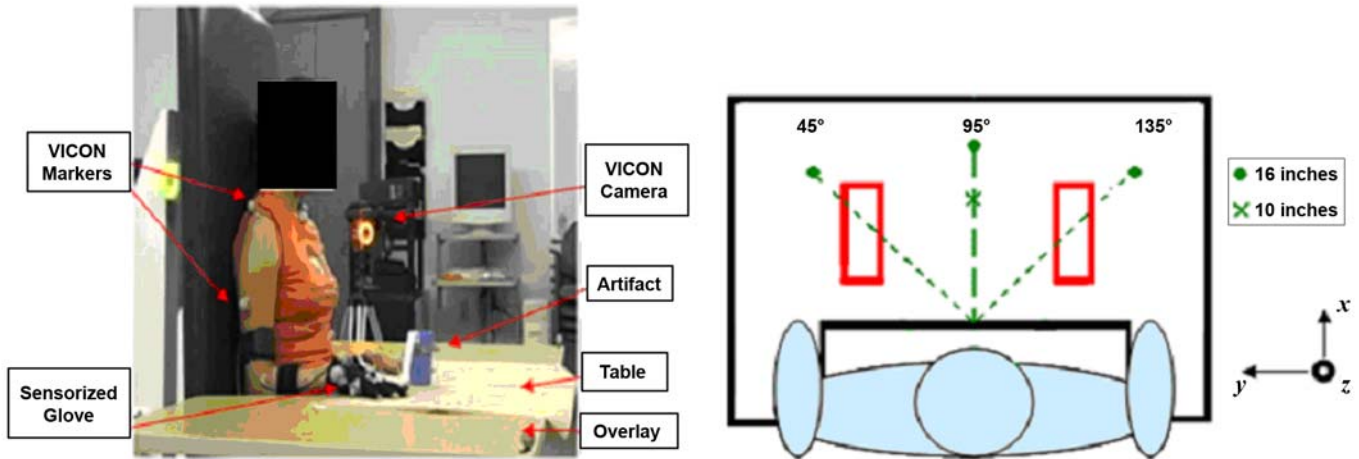 VICON
Markers
VICON
Camera
Artifact
Sensorized
Glove
Table
Overlay
45°
95°
135°
16 inches
10 inches
x
y
z